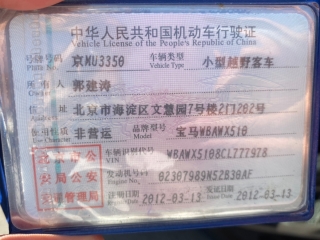 中华人民共和国机动车行驶证
Vehicle License of the People's Republic of China
号牌号码 京MU3350 车辆类型 小型越野客车
Plate No. Vehicle Type
所有人 郭建涛
住址 北京市海淀区文慧园7号楼2门202号
使用性质 非营运 品牌型号 宝马WBAWX510
北京市公安局公安交通管理局
车辆识别代号 WBAWX5108CL777978
VIN
发动机号码 02307989N52B30AF
Engine No.
注册日期 2012-03-13 发证日期 2012-03-13